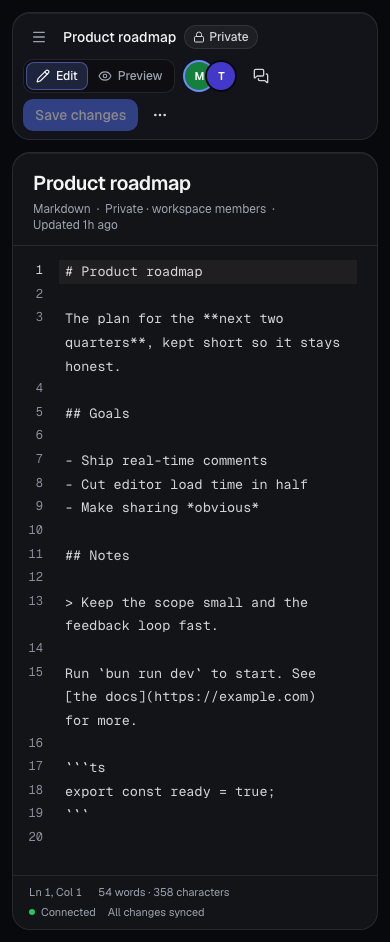 Product roadmap
Private
Edit
Preview
M
T
Save changes
Product roadmap
Markdown · Private · workspace members ·
Updated 1h ago
1 # Product roadmap
2
3 The plan for the **next two
quarters**, kept short so it stays
honest.
4
5 ## Goals
6
7 - Ship real-time comments
8 - Cut editor load time in half
9 - Make sharing *obvious*
10
11 ## Notes
12
13 > Keep the scope small and the
feedback loop fast.
14
15 Run `bun run dev` to start. See
[the docs](https://example.com)
for more.
16
17 ```ts
18 export const ready = true;
19 ```
20
Ln 1, Col 1 54 words · 358 characters
Connected All changes synced